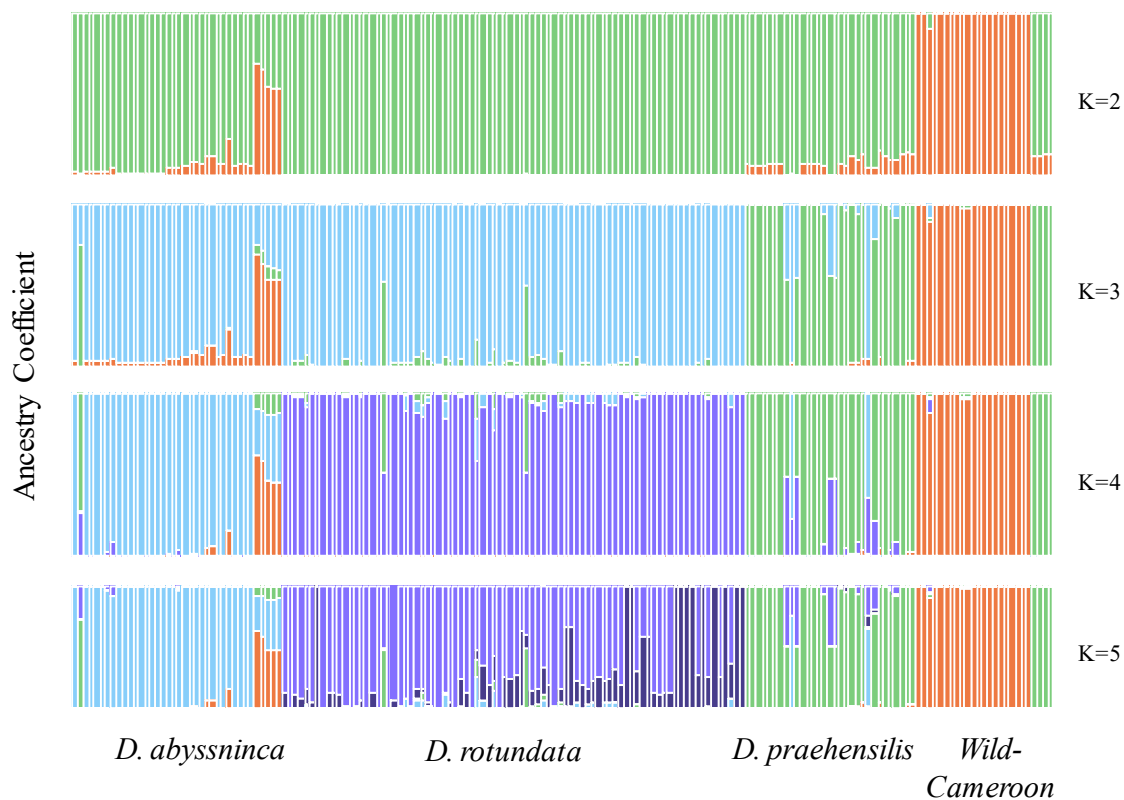 K=2
K=3
Ancestry Coefficient
K=4
K=5
D. abyssninca D. rotundata D. praehensilis Wild-
Cameroon